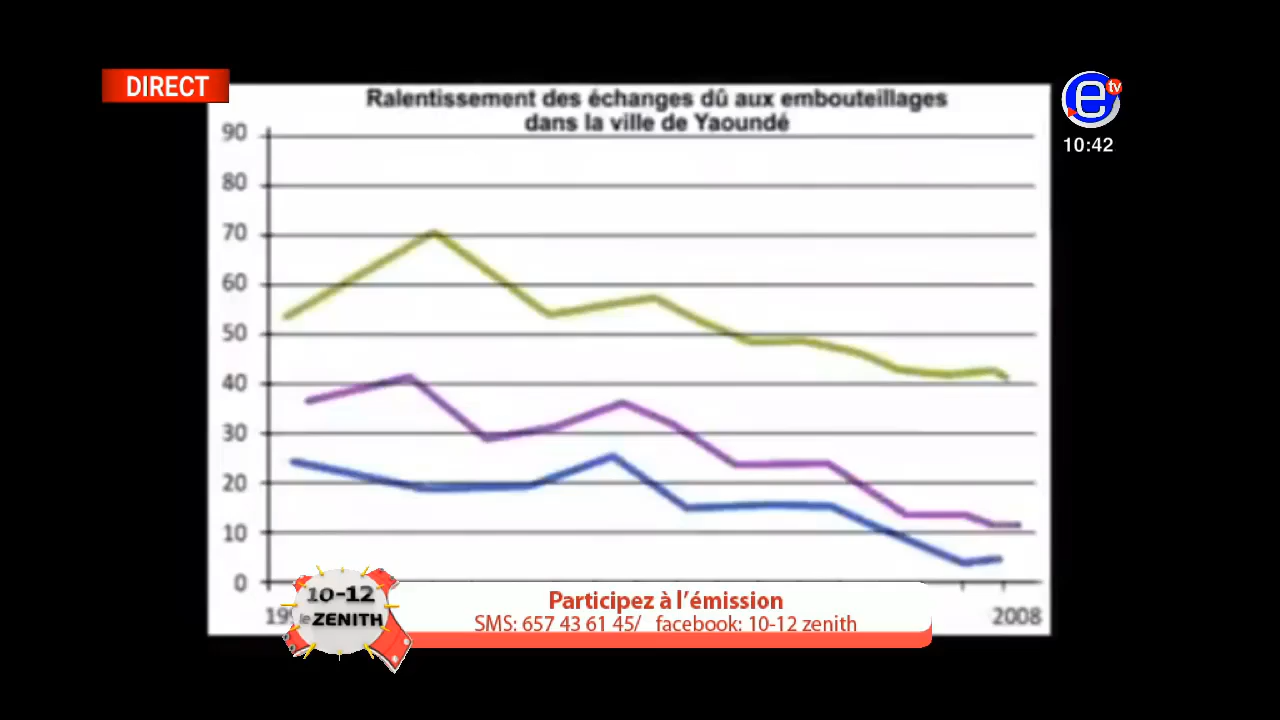 DIRECT
Ralentissement des échanges dû aux embouteillages
dans la ville de Yaoundé
e tv
10:42
90
80
70
60
50
40
30
20
10
0
2008
10-12
le ZENITH
Participez à l'émission
SMS: 657 43 61 45/ facebook: 10-12 zenith